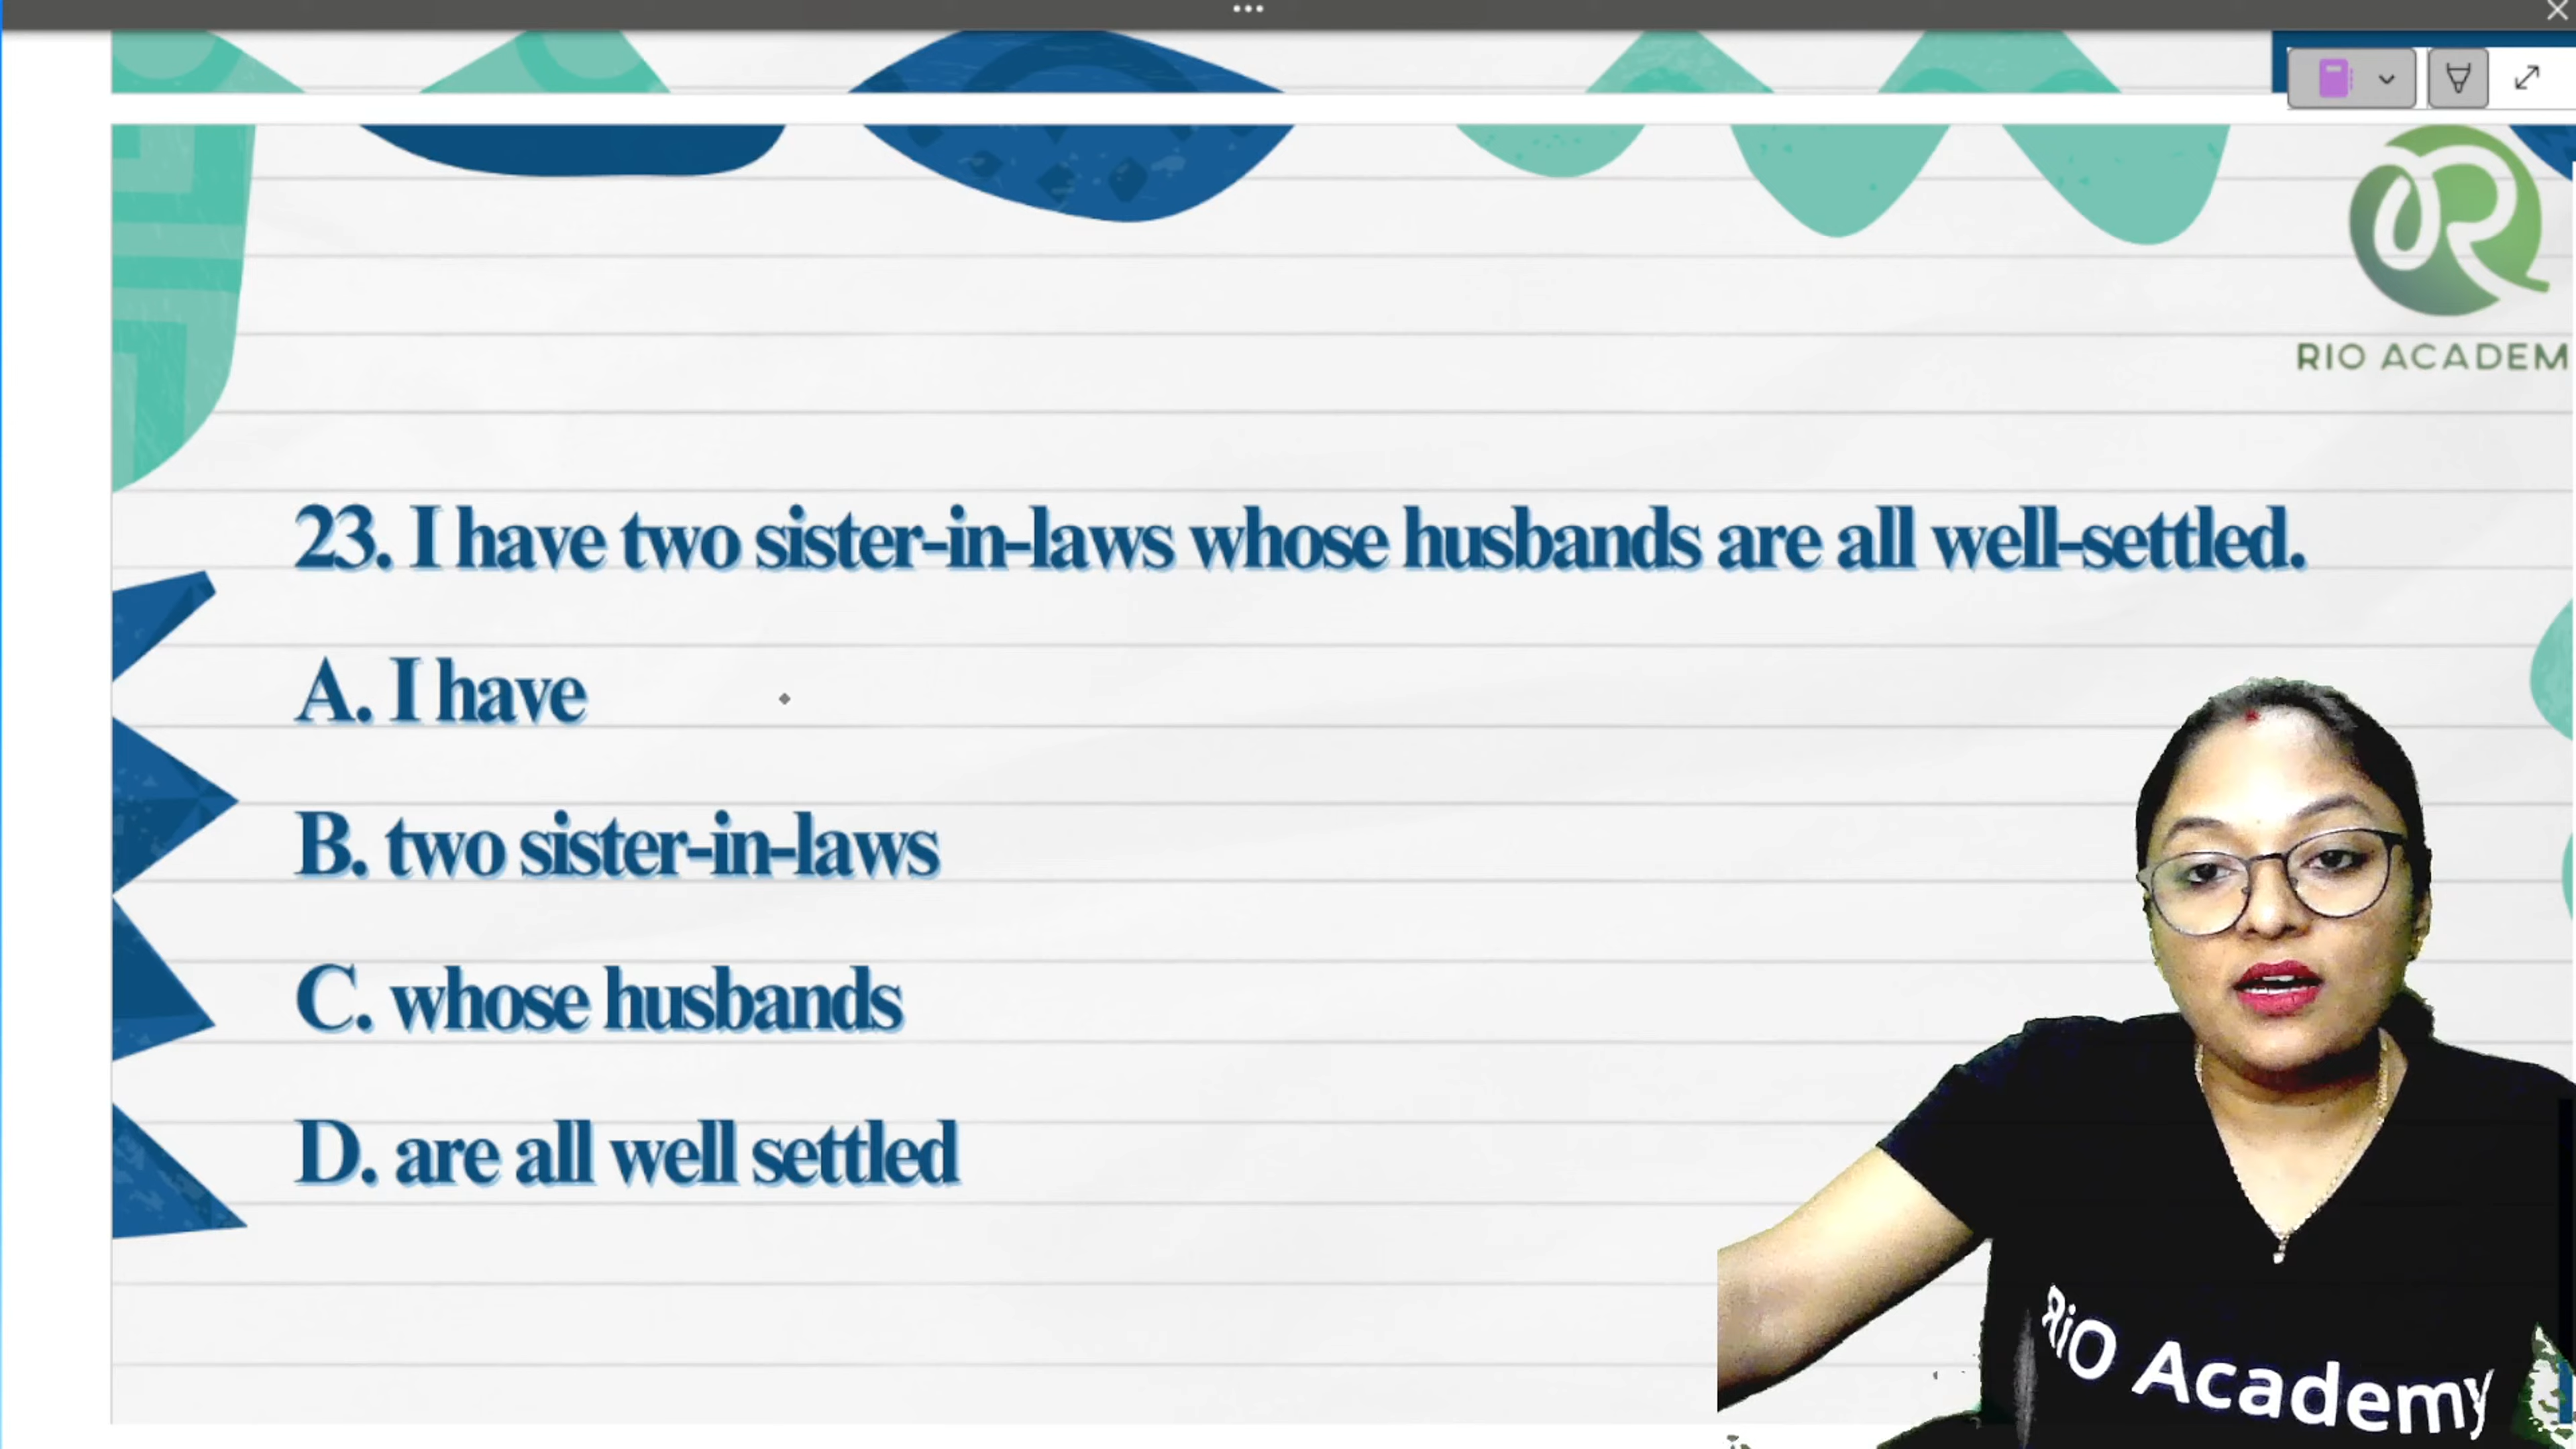 RIO ACADEM
23. I have two sister-in-laws whose husbands are all well-settled.
A. I have
B. two sister-in-laws
C. whose husbands
D. are all well settled
RiO Academy